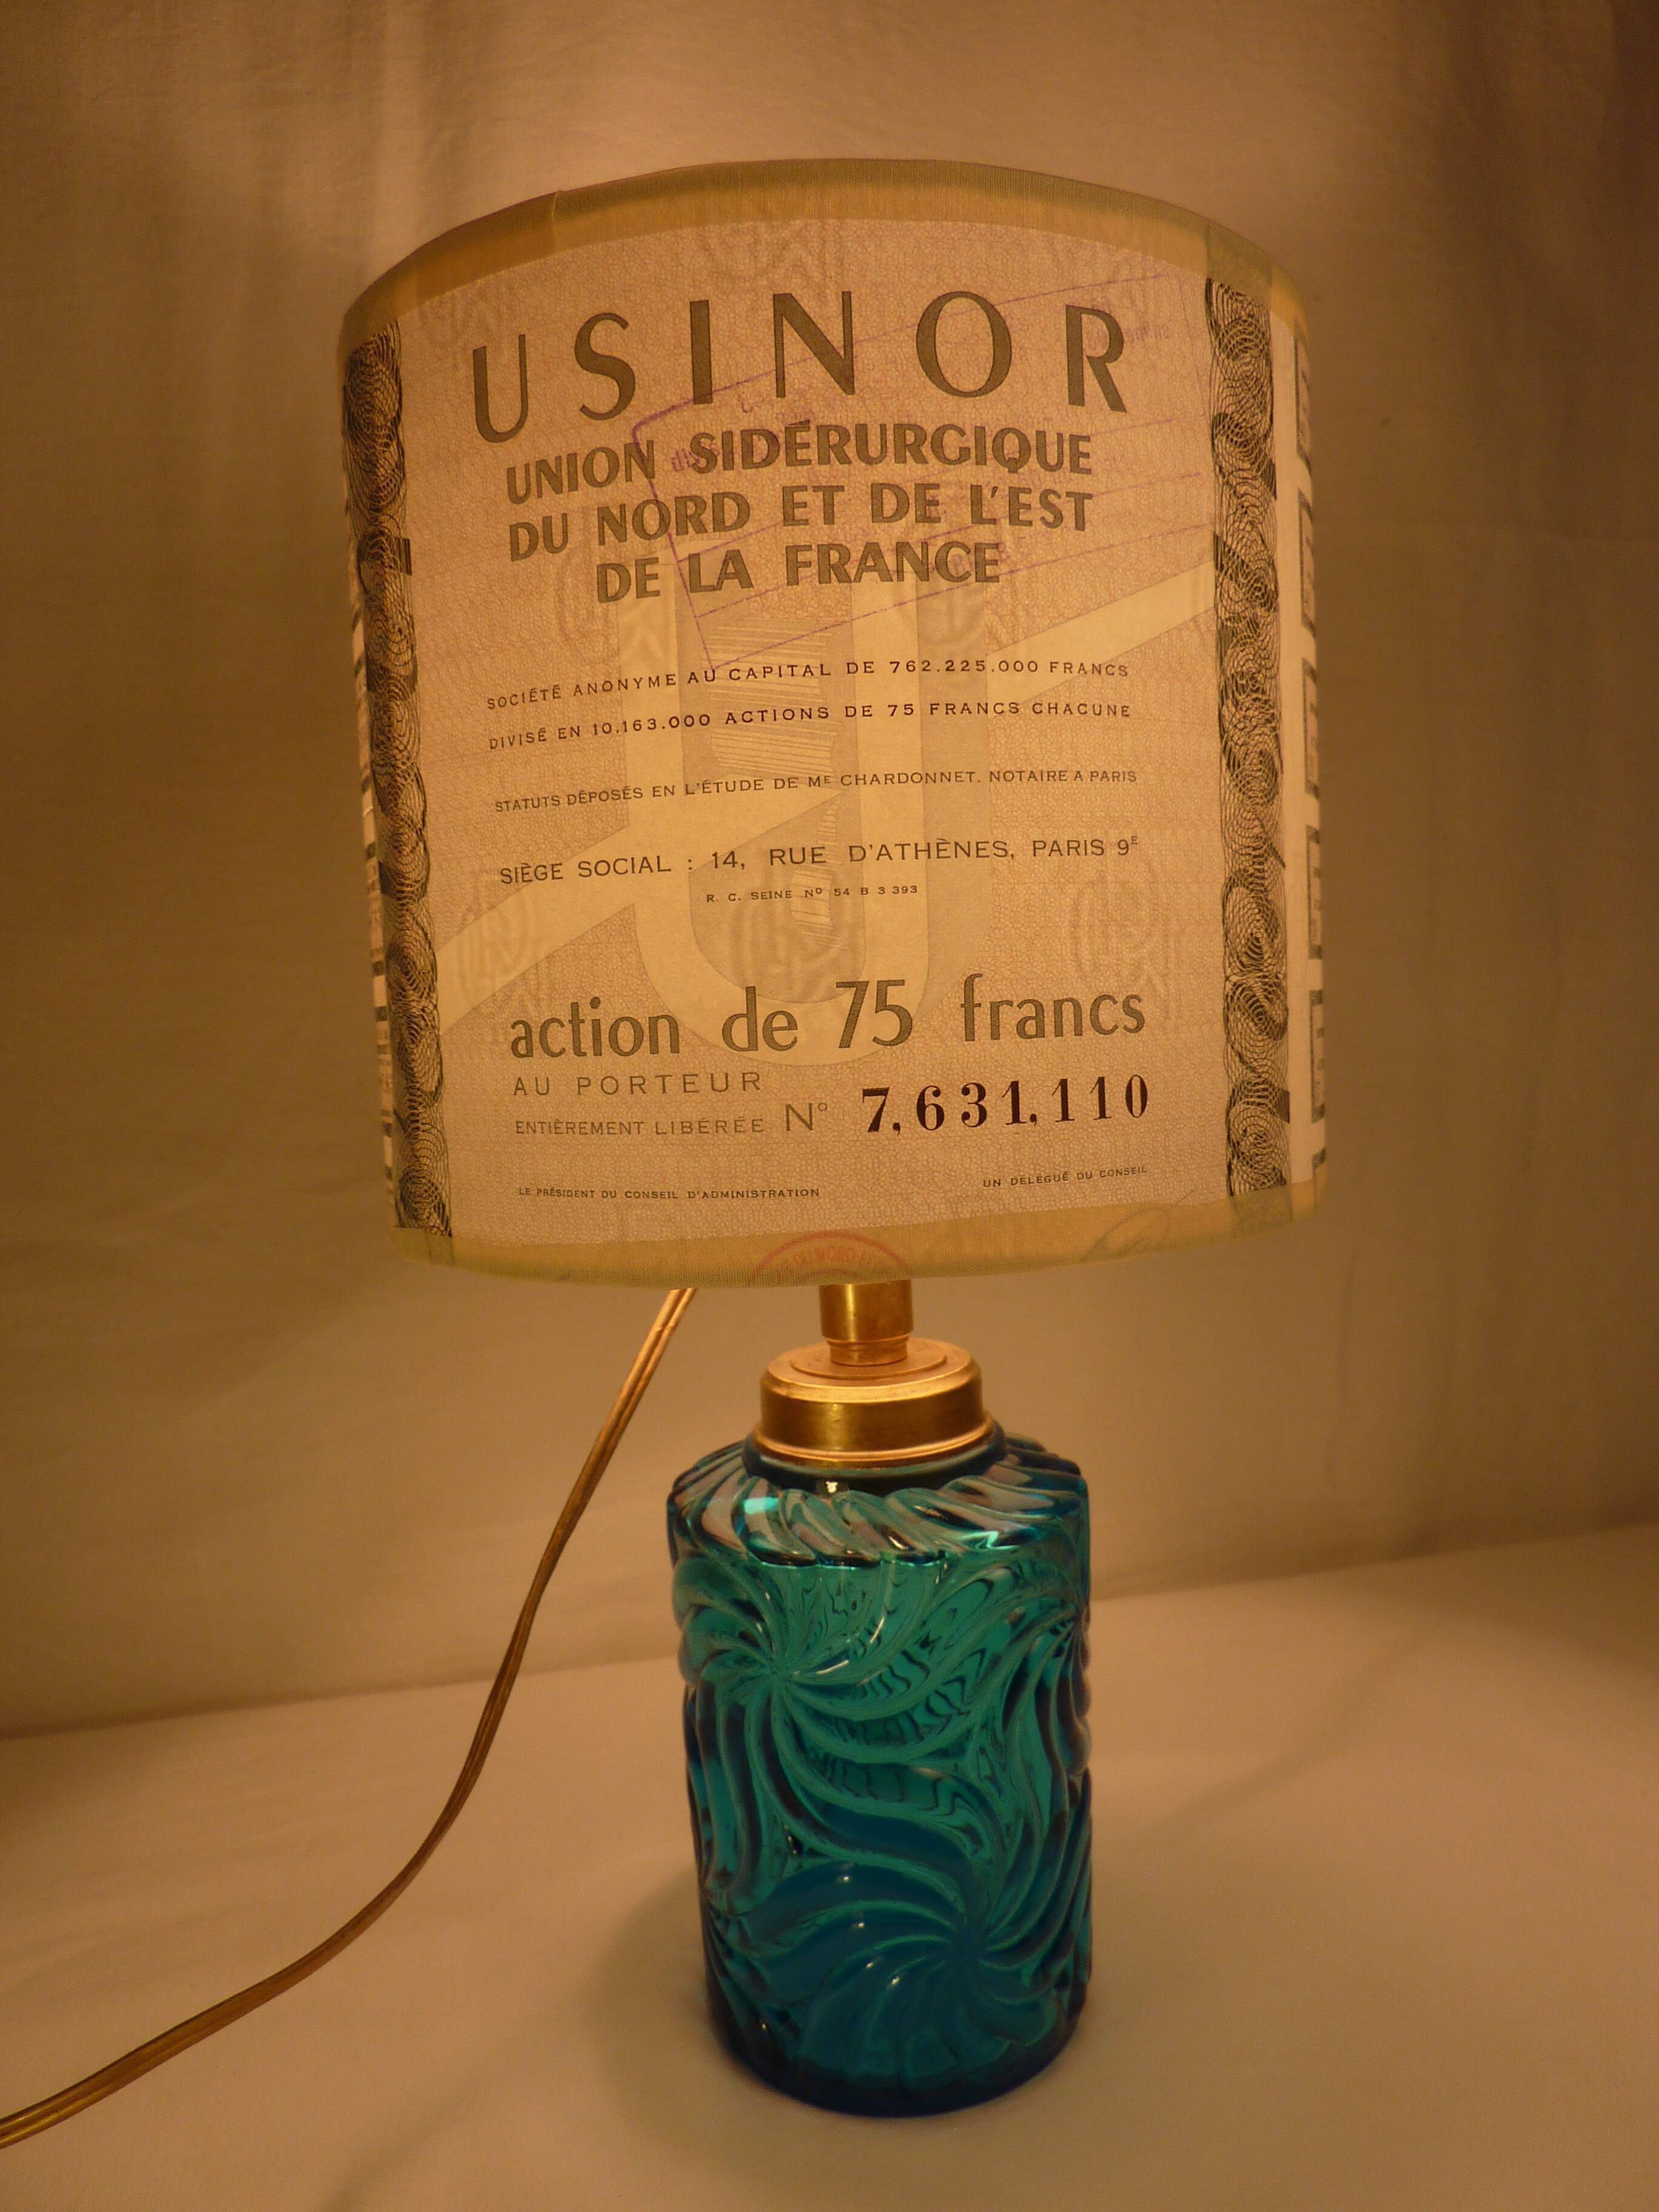 USINOR
UNION SIDÉRURGIQUE
DU NORD ET DE L'EST
DE LA FRANCE
SOCIÉTÉ ANONYME AU CAPITAL DE 762.225.000 FRANCS
DIVISÉ EN 10.163.000 ACTIONS DE 75 FRANCS CHACUNE
STATUTS DÉPOSÉS EN L'ÉTUDE DE ME CHARDONNET, NOTAIRE A PARIS
SIÈGE SOCIAL : 14, RUE D'ATHÈNES, PARIS 9E
R. C. SEINE No 54 B 3 393
action de 75 francs
AU PORTEUR
ENTIÈREMENT LIBÉRÉE N° 7,631,110
LE PRÉSIDENT DU CONSEIL D'ADMINISTRATION
UN DÉLÉGUÉ DU CONSEIL
DU NORD